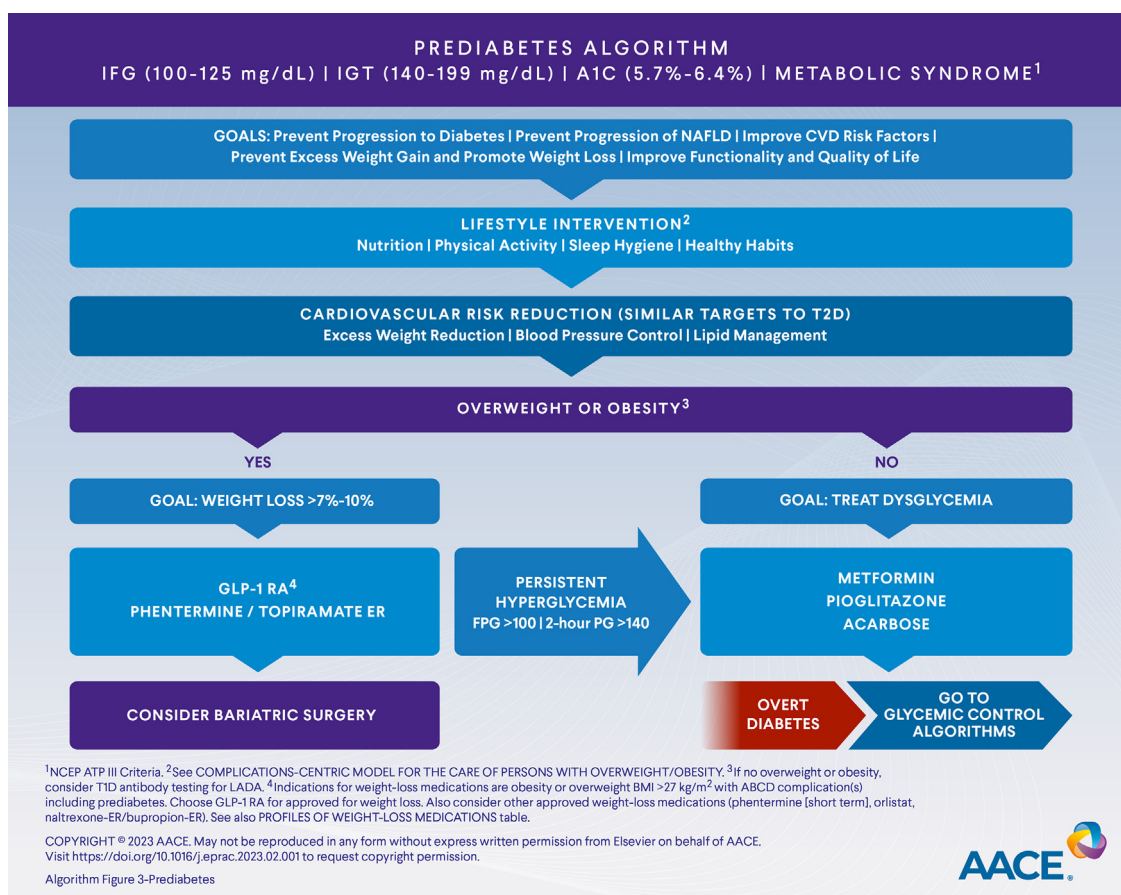 PREDIABETES ALGORITHM
IFG (100-125 mg/dL) | IGT (140-199 mg/dL) | A1C (5.7%-6.4%) | METABOLIC SYNDROME¹
GOALS: Prevent Progression to Diabetes | Prevent Progression of NAFLD | Improve CVD Risk Factors |
Prevent Excess Weight Gain and Promote Weight Loss | Improve Functionality and Quality of Life
LIFESTYLE INTERVENTION²
Nutrition | Physical Activity | Sleep Hygiene | Healthy Habits
CARDIOVASCULAR RISK REDUCTION (SIMILAR TARGETS TO T2D)
Excess Weight Reduction | Blood Pressure Control | Lipid Management
OVERWEIGHT OR OBESITY³
YES
GOAL: WEIGHT LOSS >7%-10%
GLP-1 RA⁴
PHENTERMINE / TOPIRAMATE ER
CONSIDER BARIATRIC SURGERY
PERSISTENT
HYPERGLYCEMIA
FPG >100 | 2-hour PG >140
NO
GOAL: TREAT DYSGLYCEMIA
METFORMIN
PIOGLITAZONE
ACARBOSE
OVERT
DIABETES
GO TO
GLYCEMIC CONTROL
ALGORITHMS
¹NCEP ATP III Criteria. ²See COMPLICATIONS-CENTRIC MODEL FOR THE CARE OF PERSONS WITH OVERWEIGHT/OBESITY. ³If no overweight or obesity,
consider T1D antibody testing for LADA. ⁴Indications for weight-loss medications are obesity or overweight BMI >27 kg/m² with ABCD complication(s)
including prediabetes. Choose GLP-1 RA for approved for weight loss. Also consider other approved weight-loss medications (phentermine [short term], orlistat,
naltrexone-ER/bupropion-ER). See also PROFILES OF WEIGHT-LOSS MEDICATIONS table.
COPYRIGHT © 2023 AACE. May not be reproduced in any form without express written permission from Elsevier on behalf of AACE.
Visit https://doi.org/10.1016/j.eprac.2023.02.001 to request copyright permission.
Algorithm Figure 3-Prediabetes
AACE®